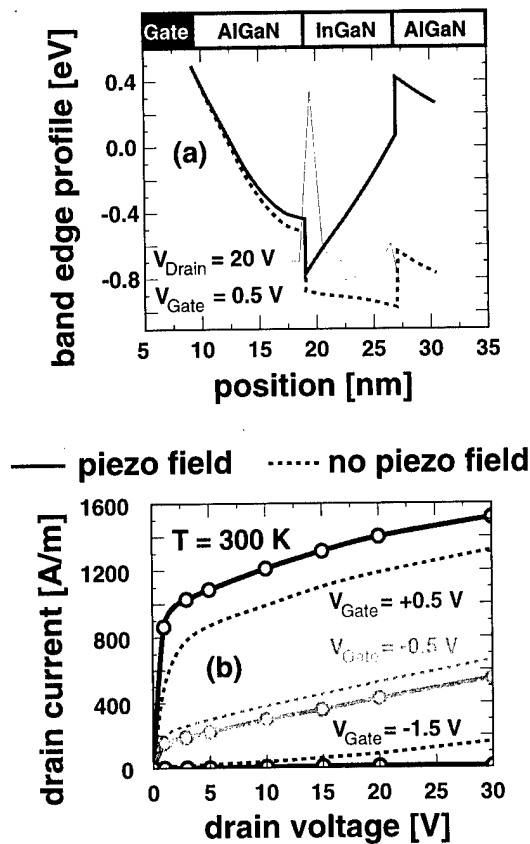 Gate AlGaN InGaN AlGaN
band edge profile [eV]
0.4
0.0
-0.4
-0.8
(a)
V_Drain = 20 V
V_Gate = 0.5 V
5 10 15 20 25 30 35
position [nm]
piezo field no piezo field
drain current [A/m]
1600
1200
800
400
0
T = 300 K
V_Gate = +0.5 V
V_Gate = -0.5 V
(b)
V_Gate = -1.5 V
0 5 10 15 20 25 30
drain voltage [V]